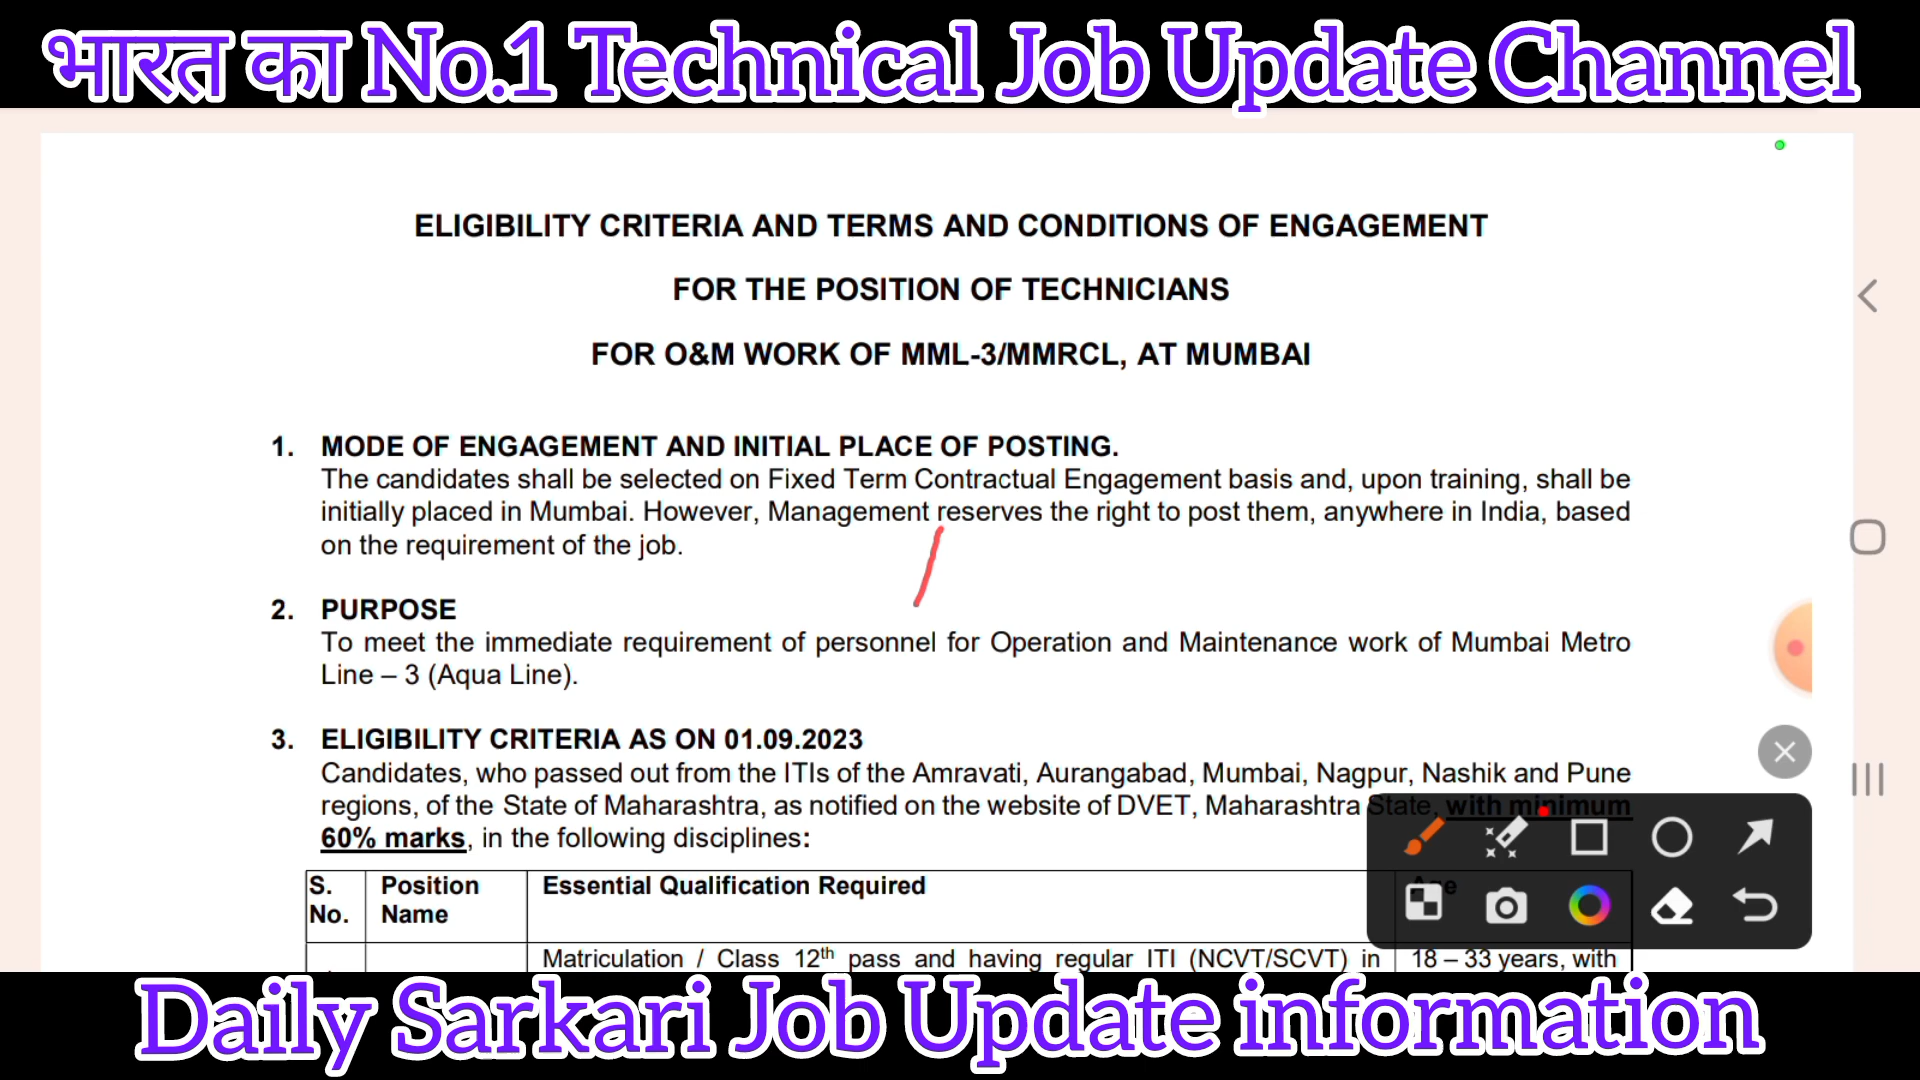 भारत का No.1 Technical Job Update Channel
ELIGIBILITY CRITERIA AND TERMS AND CONDITIONS OF ENGAGEMENT
FOR THE POSITION OF TECHNICIANS
FOR O&M WORK OF MML-3/MMRCL, AT MUMBAI
1. MODE OF ENGAGEMENT AND INITIAL PLACE OF POSTING.
The candidates shall be selected on Fixed Term Contractual Engagement basis and, upon training, shall be
initially placed in Mumbai. However, Management reserves the right to post them, anywhere in India, based
on the requirement of the job.
2. PURPOSE
To meet the immediate requirement of personnel for Operation and Maintenance work of Mumbai Metro
Line – 3 (Aqua Line).
3. ELIGIBILITY CRITERIA AS ON 01.09.2023
Candidates, who passed out from the ITIs of the Amravati, Aurangabad, Mumbai, Nagpur, Nashik and Pune
regions, of the State of Maharashtra, as notified on the website of DVET, Maharashtra State, with minimum
60% marks, in the following disciplines:
S. No. Position Name Essential Qualification Required Age
Matriculation / Class 12th pass and having regular ITI (NCVT/SCVT) in 18 – 33 years, with
Daily Sarkari Job Update information